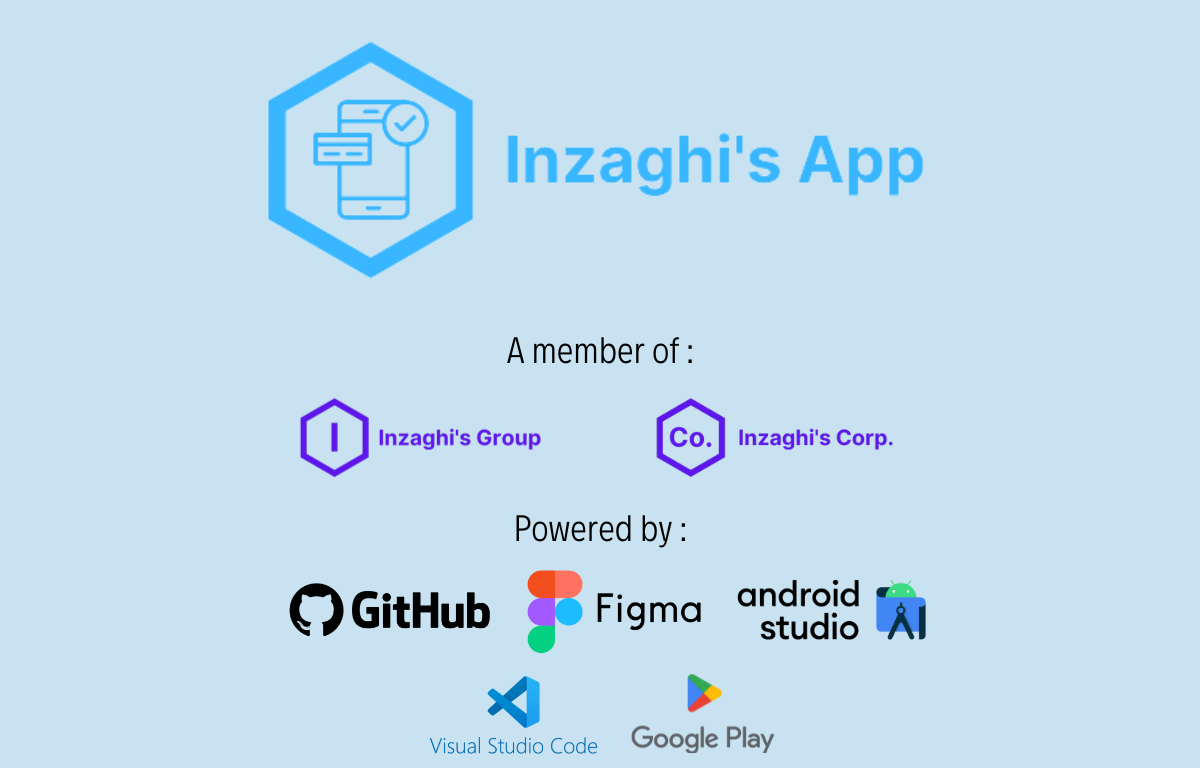 Inzaghi's App
A member of :
I
Inzaghi's Group
Co.
Inzaghi's Corp.
Powered by :
GitHub
Figma
android
studio
Visual Studio Code
Google Play